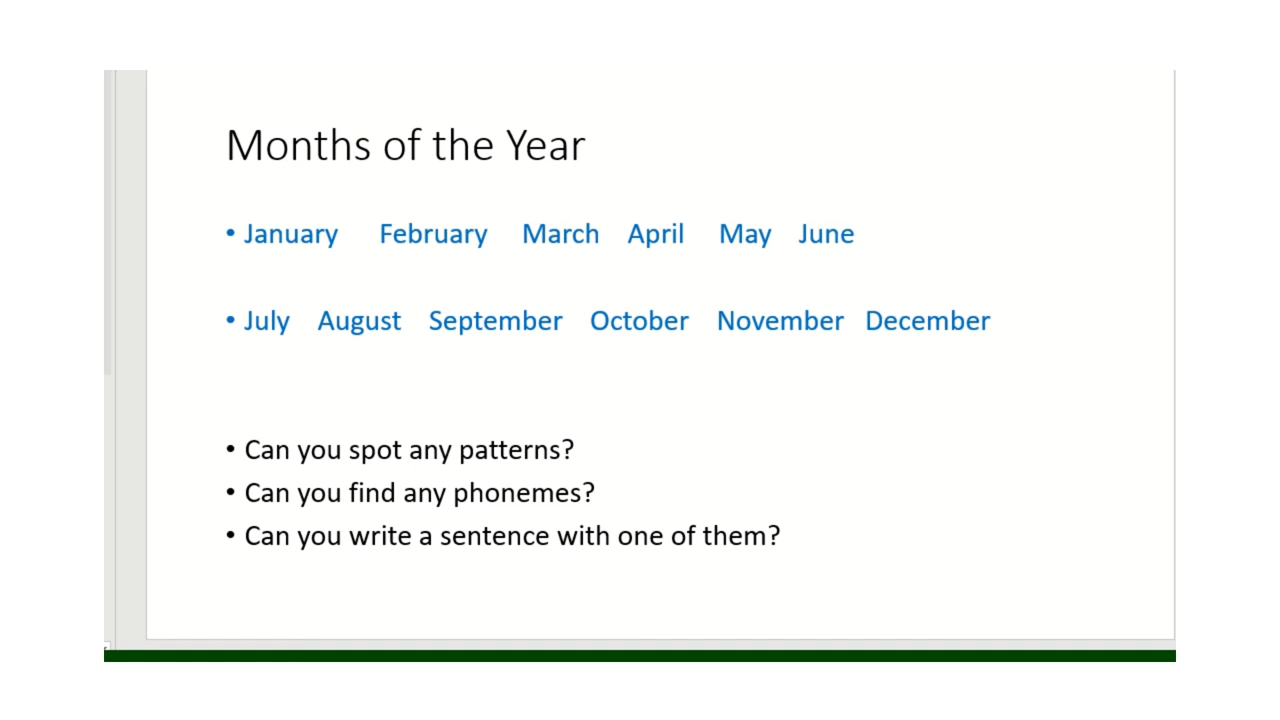 Months of the Year
• January February March April May June
• July August September October November December
• Can you spot any patterns?
• Can you find any phonemes?
• Can you write a sentence with one of them?